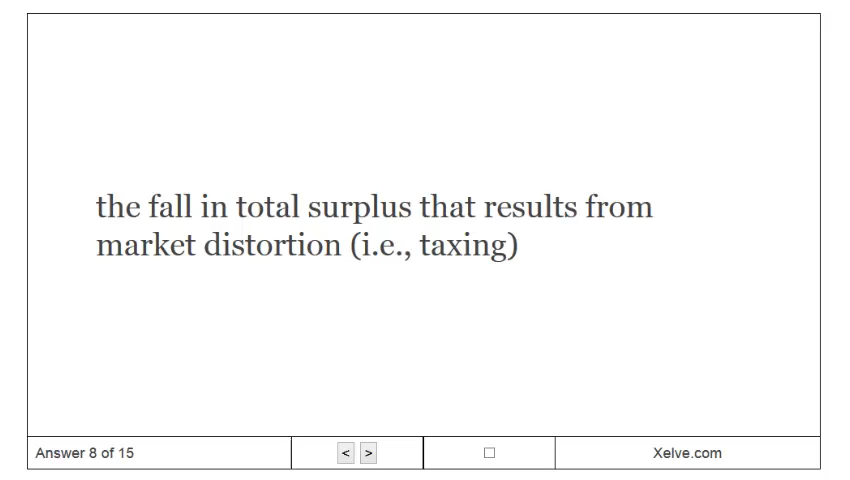 the fall in total surplus that results from
market distortion (i.e., taxing)
Answer 8 of 15
< >
Xelve.com